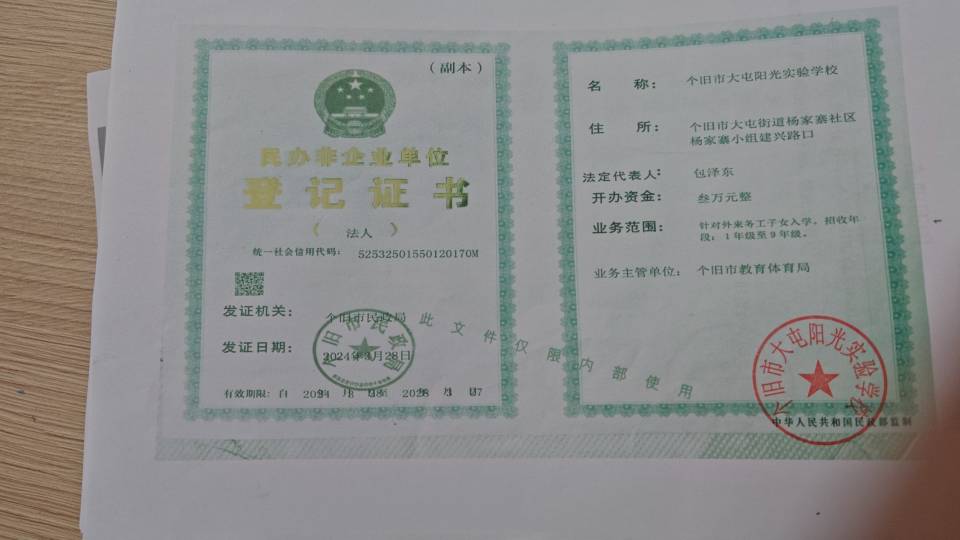 （副本）
民办非企业单位
登记证书
（法人）
统一社会信用代码： 52532501550120170M
发证机关： 个旧市民政局
发证日期： 2024年3月28日
有效期限：自
名 称： 个旧市大屯阳光实验学校
住 所： 个旧市大屯街道杨家寨社区
杨家寨小组建兴路口
法定代表人： 包泽东
开办资金： 叁万元整
业务范围： 针对外来务工子女入学，招收年
段：1年级至9年级。
业务主管单位： 个旧市教育体育局
此文件仅限内部使用
个旧市民政局
个旧市大屯阳光实验学校
中华人民共和国民政部监制